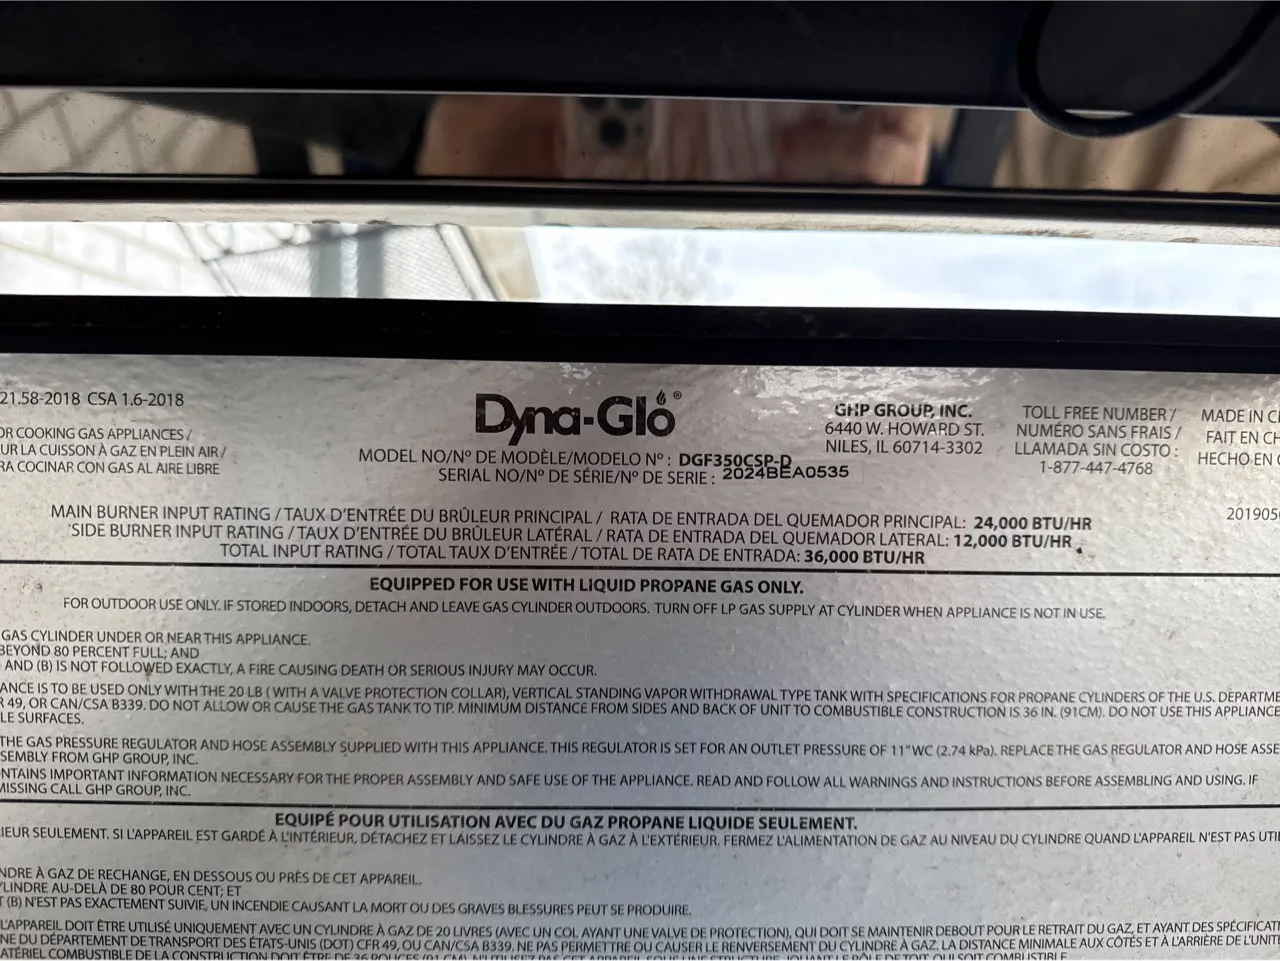 21.58-2018 CSA 1.6-2018
OR COOKING GAS APPLIANCES /
UR LA CUISSON À GAZ EN PLEIN AIR /
RA COCINAR CON GAS AL AIRE LIBRE
Dyna-Glo®
MODEL NO/Nº DE MODÈLE/MODELO Nº : DGF350CSP-D
SERIAL NO/Nº DE SÉRIE/Nº DE SERIE : 2024BEA0535
GHP GROUP, INC.
6440 W. HOWARD ST.
NILES, IL 60714-3302
TOLL FREE NUMBER /
NUMÉRO SANS FRAIS /
LLAMADA SIN COSTO :
1-877-447-4768
MADE IN C
FAIT EN CH
HECHO EN
201905
MAIN BURNER INPUT RATING / TAUX D'ENTRÉE DU BRÛLEUR PRINCIPAL / RATA DE ENTRADA DEL QUEMADOR PRINCIPAL: 24,000 BTU/HR
SIDE BURNER INPUT RATING / TAUX D'ENTRÉE DU BRÛLEUR LATÉRAL / RATA DE ENTRADA DEL QUEMADOR LATERAL: 12,000 BTU/HR
TOTAL INPUT RATING / TOTAL TAUX D'ENTRÉE / TOTAL DE RATA DE ENTRADA: 36,000 BTU/HR
EQUIPPED FOR USE WITH LIQUID PROPANE GAS ONLY.
FOR OUTDOOR USE ONLY. IF STORED INDOORS, DETACH AND LEAVE GAS CYLINDER OUTDOORS. TURN OFF LP GAS SUPPLY AT CYLINDER WHEN APPLIANCE IS NOT IN USE.
GAS CYLINDER UNDER OR NEAR THIS APPLIANCE.
BEYOND 80 PERCENT FULL; AND
AND (B) IS NOT FOLLOWED EXACTLY, A FIRE CAUSING DEATH OR SERIOUS INJURY MAY OCCUR.
ANCE IS TO BE USED ONLY WITH THE 20 LB ( WITH A VALVE PROTECTION COLLAR), VERTICAL STANDING VAPOR WITHDRAWAL TYPE TANK WITH SPECIFICATIONS FOR PROPANE CYLINDERS OF THE U.S. DEPARTME
R 49, OR CAN/CSA B339. DO NOT ALLOW OR CAUSE THE GAS TANK TO TIP. MINIMUM DISTANCE FROM SIDES AND BACK OF UNIT TO COMBUSTIBLE CONSTRUCTION IS 36 IN. (91CM). DO NOT USE THIS APPLIANCE
LE SURFACES.
THE GAS PRESSURE REGULATOR AND HOSE ASSEMBLY SUPPLIED WITH THIS APPLIANCE. THIS REGULATOR IS SET FOR AN OUTLET PRESSURE OF 11"WC (2.74 kPa). REPLACE THE GAS REGULATOR AND HOSE ASSE
SEMBLY FROM GHP GROUP, INC.
NTAINS IMPORTANT INFORMATION NECESSARY FOR THE PROPER ASSEMBLY AND SAFE USE OF THE APPLIANCE. READ AND FOLLOW ALL WARNINGS AND INSTRUCTIONS BEFORE ASSEMBLING AND USING. IF
MISSING CALL GHP GROUP, INC.
EQUIPÉ POUR UTILISATION AVEC DU GAZ PROPANE LIQUIDE SEULEMENT.
IEUR SEULEMENT. SI L'APPAREIL EST GARDÉ À L'INTÉRIEUR, DÉTACHEZ ET LAISSEZ LE CYLINDRE À GAZ À L'EXTÉRIEUR. FERMEZ L'ALIMENTATION DE GAZ AU NIVEAU DU CYLINDRE QUAND L'APPAREIL N'EST PAS UTI
NDRE À GAZ DE RECHANGE, EN DESSOUS OU PRÈS DE CET APPAREIL.
YLINDRE AU-DELÀ DE 80 POUR CENT; ET
T (B) N'EST PAS EXACTEMENT SUIVIE, UN INCENDIE CAUSANT LA MORT OU DES GRAVES BLESSURES PEUT SE PRODUIRE.
L'APPAREIL DOIT ÊTRE UTILISÉ UNIQUEMENT AVEC UN CYLINDRE À GAZ DE 20 LIVRES (AVEC UN COL AYANT UNE VALVE DE PROTECTION), QUI DOIT SE MAINTENIR DEBOUT POUR LE RETRAIT DU GAZ, ET AYANT DES SPÉCIFICATI
NE DU DÉPARTEMENT DE TRANSPORT DES ÉTATS-UNIS (DOT) CFR 49, OU CAN/CSA B339. NE PAS PERMETTRE OU CAUSER LE RENVERSEMENT DU CYLINDRE À GAZ. LA DISTANCE MINIMALE AUX CÔTÉS ET À L'ARRIÈRE DE L'UNIT
ATÉRIEL COMBUSTIBLE DE LA CONSTRUCTION DOIT ÊTRE DE 36 POUCES (91 CM).